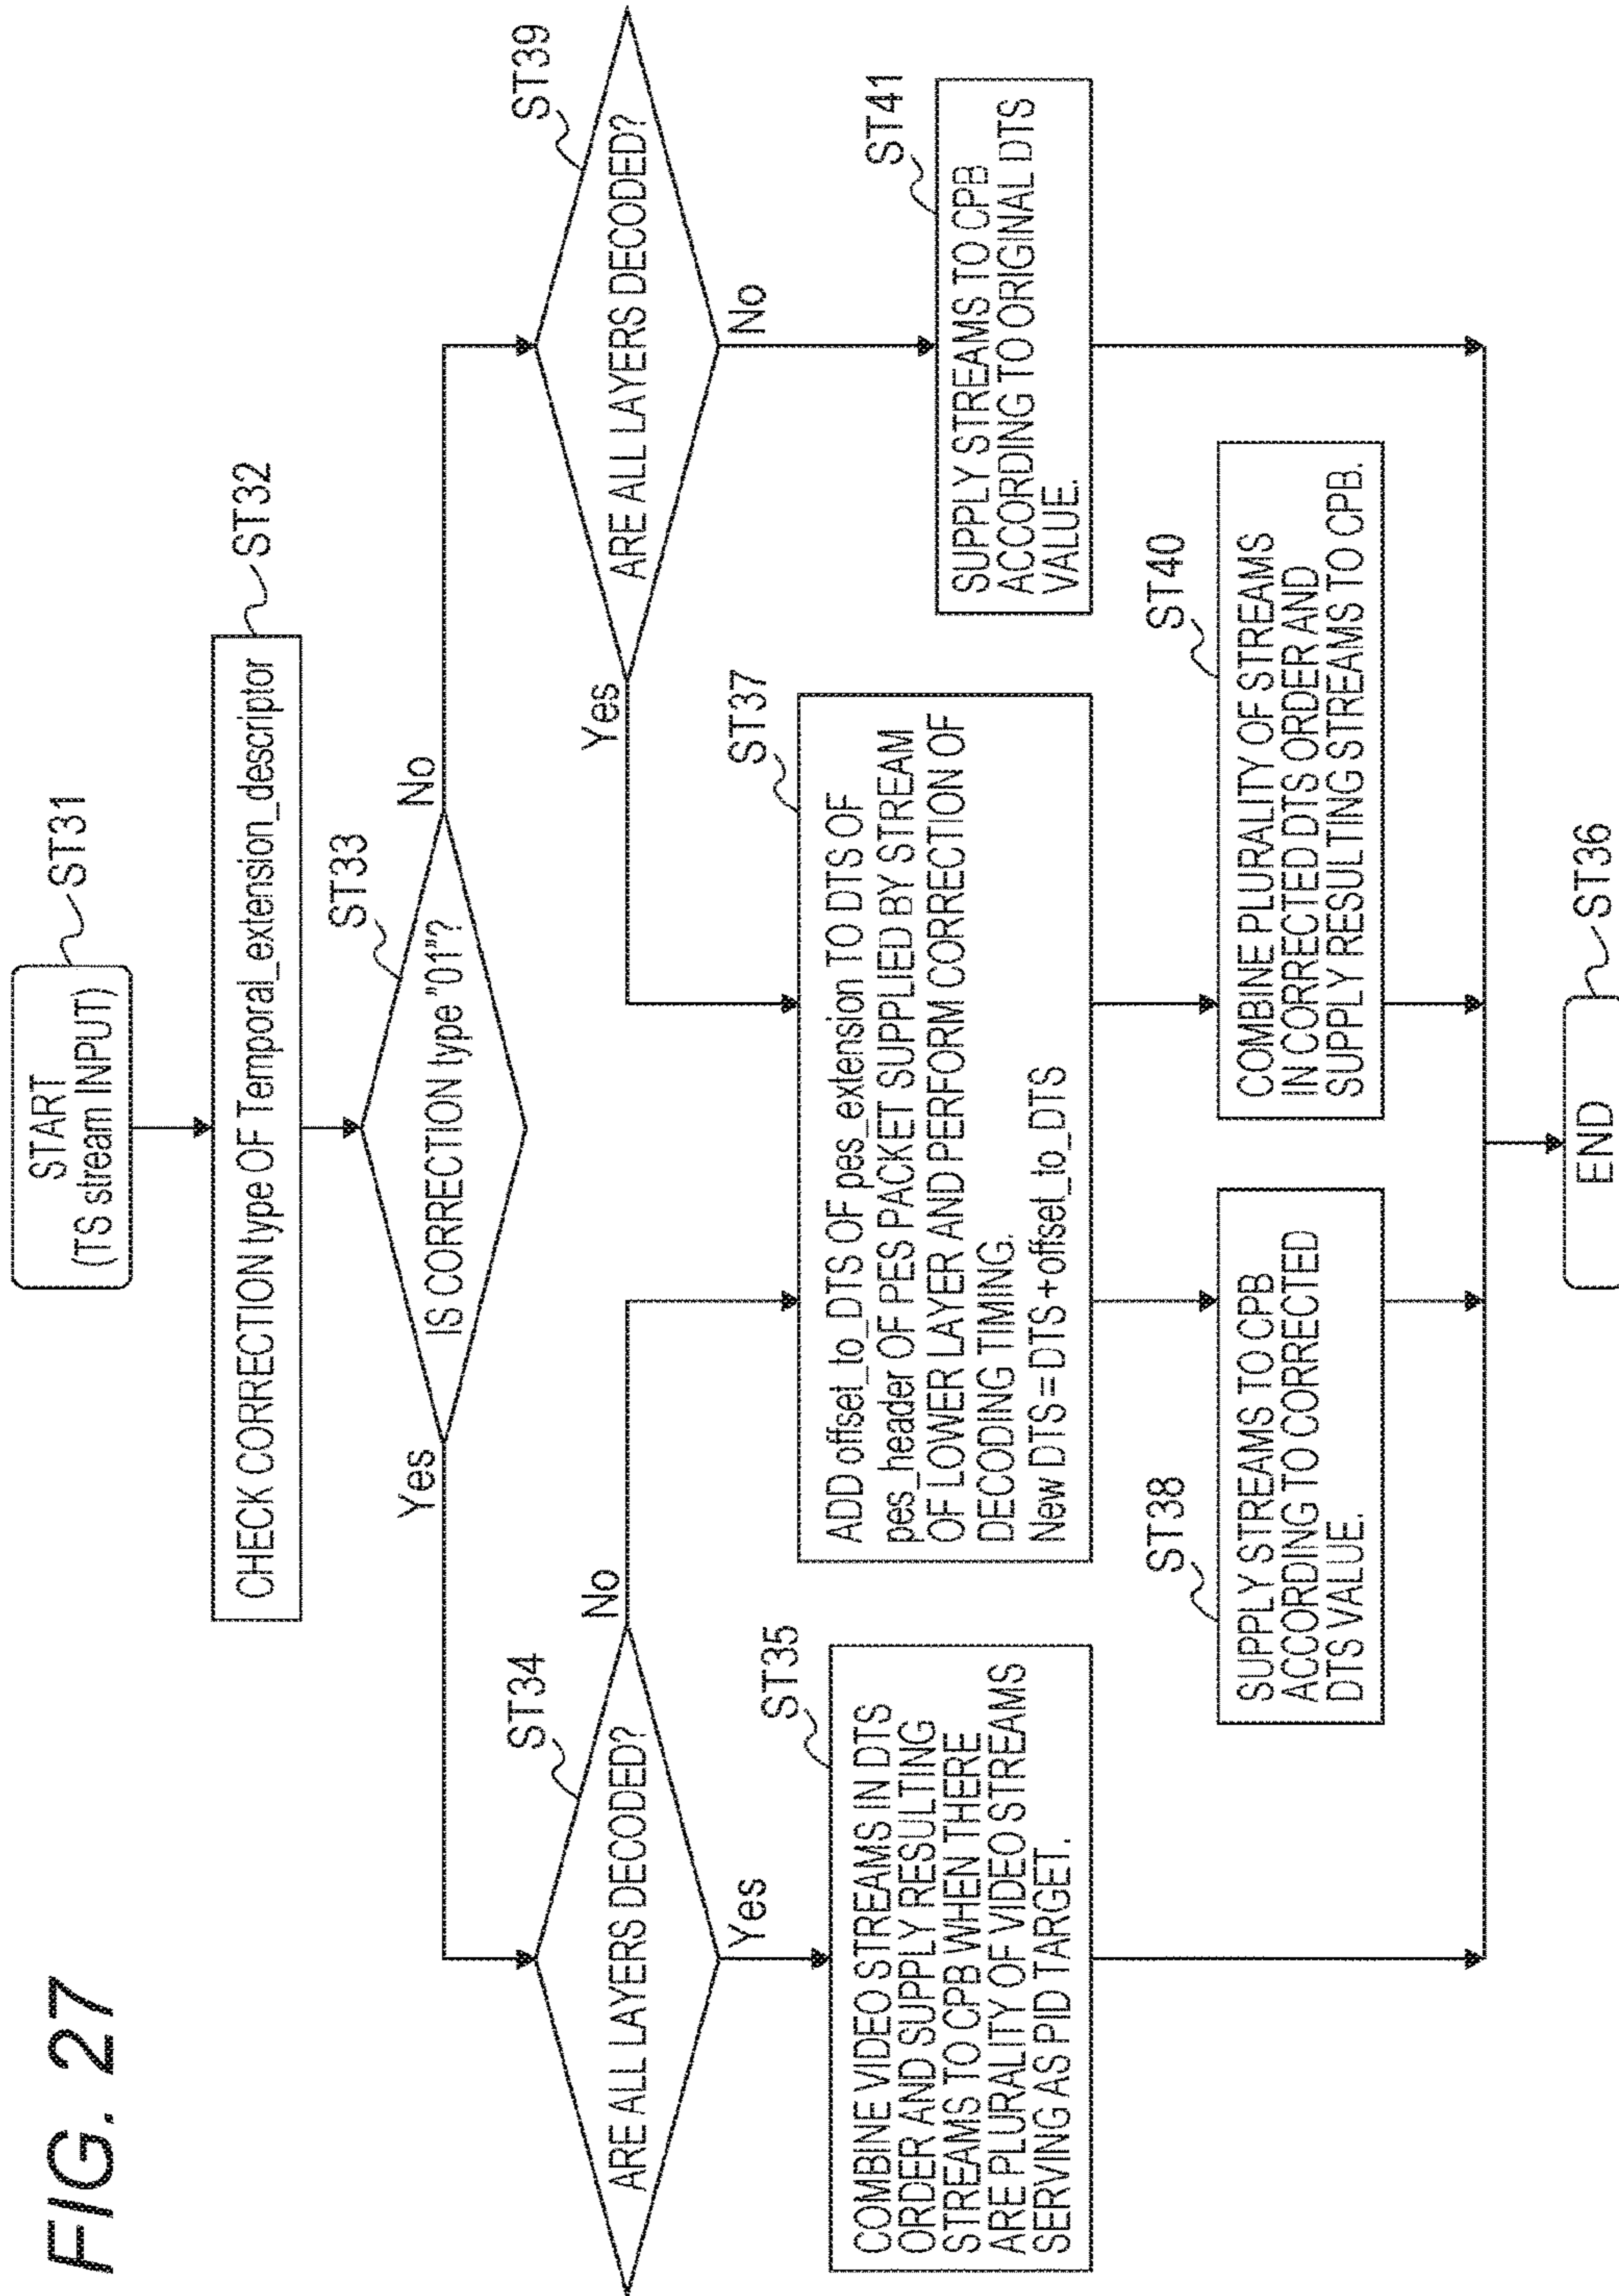 FIG. 27
START
(TS stream INPUT)
ST31
CHECK CORRECTION type OF Temporal_extension_descriptor
ST32
IS CORRECTION type "01"?
ST33
Yes
No
ARE ALL LAYERS DECODED?
ST34
No
Yes
ARE ALL LAYERS DECODED?
ST39
Yes
No
COMBINE VIDEO STREAMS IN DTS
ORDER AND SUPPLY RESULTING
STREAMS TO CPB WHEN THERE
ARE PLURALITY OF VIDEO STREAMS
SERVING AS PID TARGET.
ST35
ADD offset_to_DTS OF pes_extension TO DTS OF
pes_header OF PES PACKET SUPPLIED BY STREAM
OF LOWER LAYER AND PERFORM CORRECTION OF
DECODING TIMING.
New DTS = DTS + offset_to_DTS
ST37
SUPPLY STREAMS TO CPB
ACCORDING TO ORIGINAL DTS
VALUE.
ST41
SUPPLY STREAMS TO CPB
ACCORDING TO CORRECTED
DTS VALUE.
ST38
COMBINE PLURALITY OF STREAMS
IN CORRECTED DTS ORDER AND
SUPPLY RESULTING STREAMS TO CPB.
ST40
END
ST36